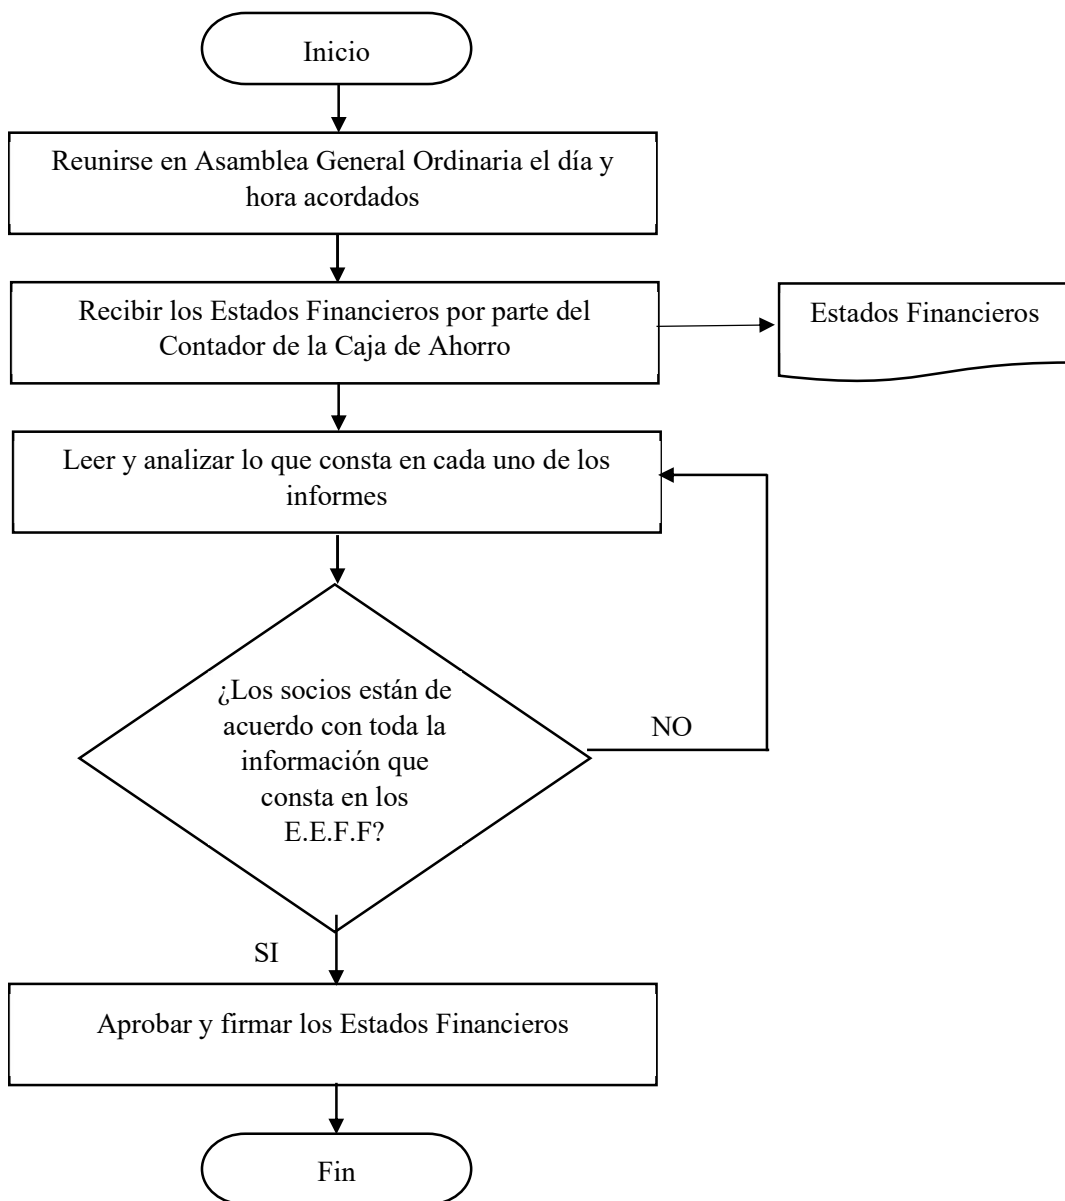 Inicio
Reunirse en Asamblea General Ordinaria el día y
hora acordados
Recibir los Estados Financieros por parte del
Contador de la Caja de Ahorro
Estados Financieros
Leer y analizar lo que consta en cada uno de los
informes
¿Los socios están de
acuerdo con toda la
información que
consta en los
E.E.F.F?
NO
SI
Aprobar y firmar los Estados Financieros
Fin